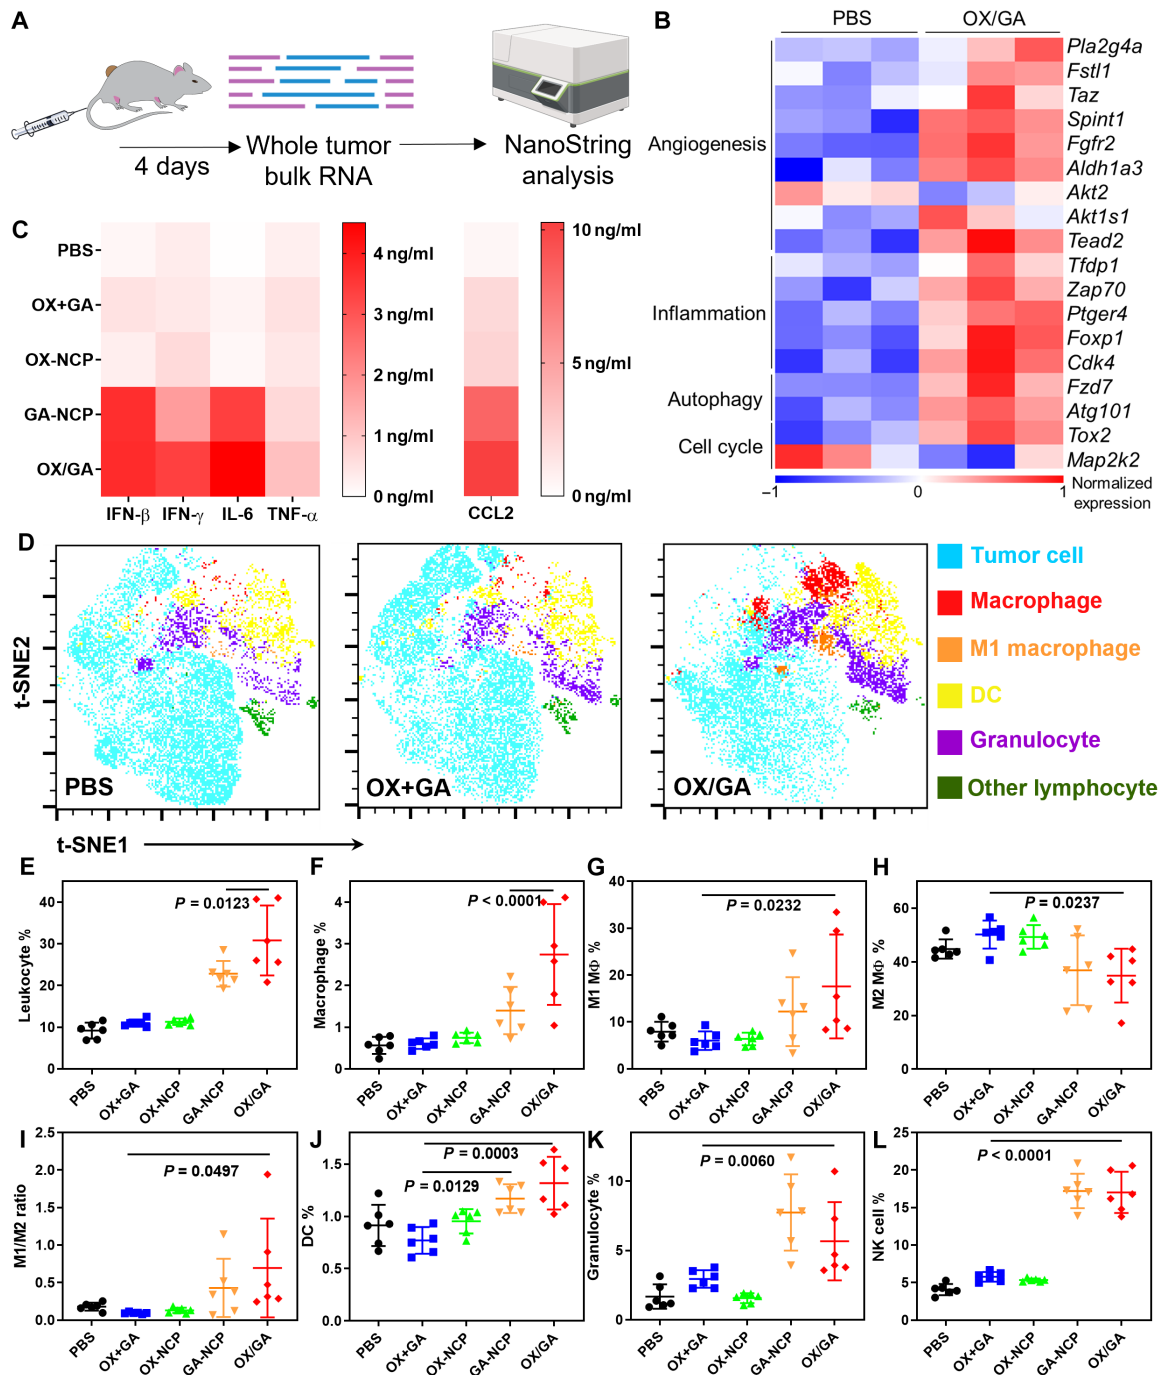 A
4 days
Whole tumor
bulk RNA
NanoString
analysis
B
PBS
OX/GA
Angiogenesis
Inflammation
Autophagy
Cell cycle
Pla2g4a
Fstl1
Taz
Spint1
Fgfr2
Aldh1a3
Akt2
Akt1s1
Tead2
Tfdp1
Zap70
Ptger4
Foxp1
Cdk4
Fzd7
Atg101
Tox2
Map2k2
−1
0
1
Normalized
expression
C
PBS
OX+GA
OX-NCP
GA-NCP
OX/GA
IFN-β IFN-γ IL-6 TNF-α
4 ng/ml
3 ng/ml
2 ng/ml
1 ng/ml
0 ng/ml
CCL2
10 ng/ml
5 ng/ml
0 ng/ml
D
t-SNE2
PBS
OX+GA
OX/GA
t-SNE1
Tumor cell
Macrophage
M1 macrophage
DC
Granulocyte
Other lymphocyte
E
Leukocyte %
40
30
20
10
0
P = 0.0123
PBS
OX+GA
OX-NCP
GA-NCP
OX/GA
F
Macrophage %
4
3
2
1
0
P < 0.0001
PBS
OX+GA
OX-NCP
GA-NCP
OX/GA
G
M1 MΦ %
40
30
20
10
0
P = 0.0232
PBS
OX+GA
OX-NCP
GA-NCP
OX/GA
H
M2 MΦ %
60
40
20
0
P = 0.0237
PBS
OX+GA
OX-NCP
GA-NCP
OX/GA
I
M1/M2 ratio
2.5
2.0
1.5
1.0
0.5
0.0
P = 0.0497
PBS
OX+GA
OX-NCP
GA-NCP
OX/GA
J
DC %
1.5
1.0
0.5
0.0
P = 0.0003
P = 0.0129
PBS
OX+GA
OX-NCP
GA-NCP
OX/GA
K
Granulocyte %
10
5
0
P = 0.0060
PBS
OX+GA
OX-NCP
GA-NCP
OX/GA
L
NK cell %
25
20
15
10
5
0
P < 0.0001
PBS
OX+GA
OX-NCP
GA-NCP
OX/GA